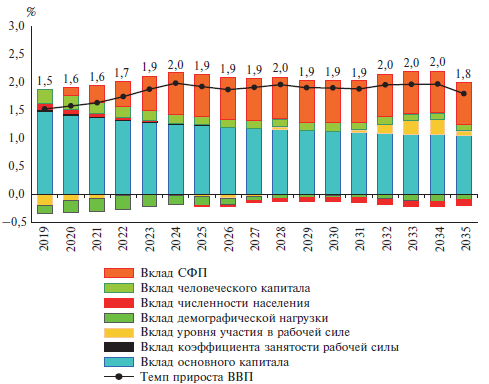 %
3,0
2,5
2,0
1,5
1,0
0,5
0,0
–0,5
1,5 1,6 1,6 1,7 1,9 2,0 1,9 1,9 1,9 2,0 1,9 1,9 1,9 2,0 2,0 2,0 1,8
2019 2020 2021 2022 2023 2024 2025 2026 2027 2028 2029 2030 2031 2032 2033 2034 2035
Вклад СФП
Вклад человеческого капитала
Вклад численности населения
Вклад демографической нагрузки
Вклад уровня участия в рабочей силе
Вклад коэффициента занятости рабочей силы
Вклад основного капитала
Темп прироста ВВП